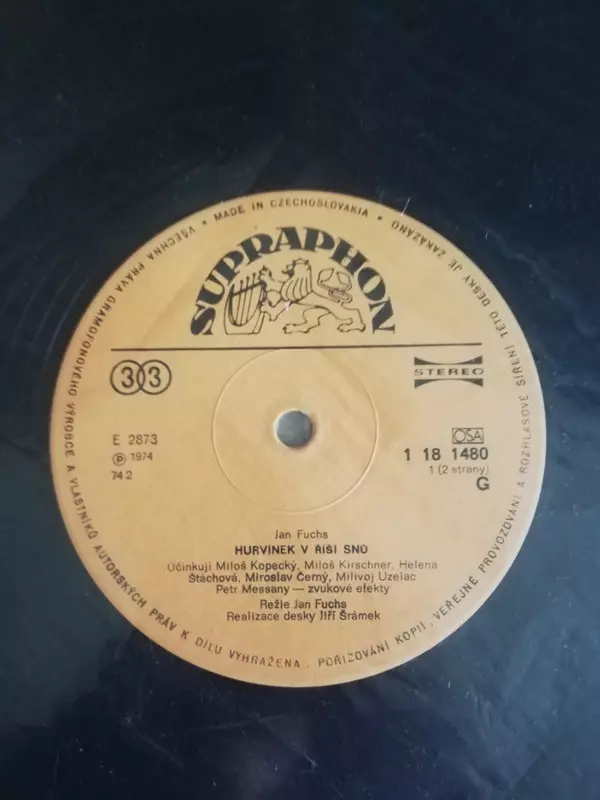 • MADE IN CZECHOSLOVAKIA •
VŠECHNA PRÁVA GRAMOFONOVÉHO VÝROBCE A VLASTNÍKŮ AUTORSKÝCH PRÁV K DÍLU VYHRAŽENA. POŘIZOVÁNÍ KOPIÍ, VEŘEJNÉ PROVOZOVÁNÍ A ROZHLASOVÉ ŠÍŘENÍ TÉTO DESKY JE ZAKÁZÁNO
SUPRAPHON
33
STEREO
E 2873
℗ 1974
74 2
OSA
1 18 1480
1 (2 strany)
G
Jan Fuchs
HURVÍNEK V ŘÍŠI SNŮ
Účinkují Miloš Kopecký, Miloš Kirschner, Helena
Štáchová, Miroslav Černý, Milivoj Uzelac
Petr Messany — zvukové efekty
Režie Jan Fuchs
Realizace desky Jiří Šrámek